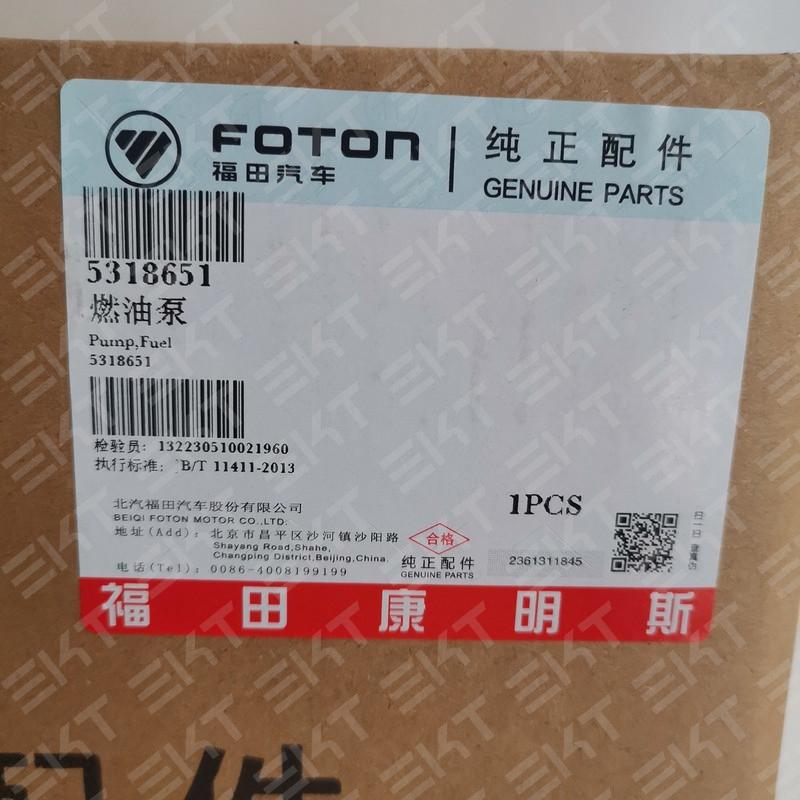 FOTON
福田汽车
纯正配件
GENUINE PARTS
5318651
燃油泵
Pump,Fuel
5318651
检验员: 132230510021960
执行标准: JB/T 11411-2013
1PCS
北汽福田汽车股份有限公司
BEIQI FOTON MOTOR CO.,LTD.
地址(Add): 北京市昌平区沙河镇沙阳路
Shayang Road,Shahe,
Changping District,Beijing,China.
电话(Tel): 0086-4008199199
合格
纯正配件
GENUINE PARTS
2361311845
福田康明斯
配件
EKT